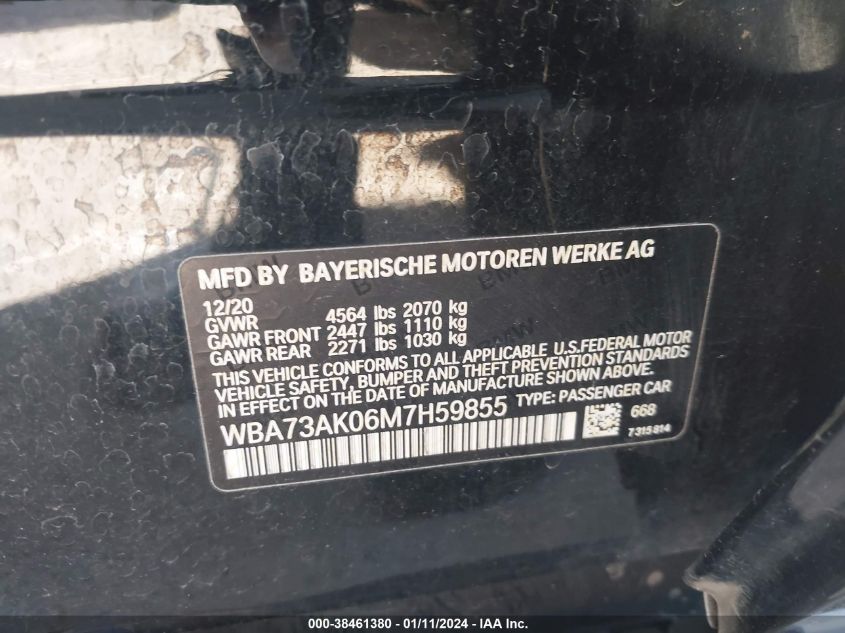 MFD BY BAYERISCHE MOTOREN WERKE AG
12/20
GVWR 4564 lbs 2070 kg
GAWR FRONT 2447 lbs 1110 kg
GAWR REAR 2271 lbs 1030 kg
THIS VEHICLE CONFORMS TO ALL APPLICABLE U.S.FEDERAL MOTOR
VEHICLE SAFETY, BUMPER, AND THEFT PREVENTION STANDARDS
IN EFFECT ON THE DATE OF MANUFACTURE SHOWN ABOVE.
WBA73AK06M7H59855 TYPE: PASSENGER CAR
668
7315814
000-38461380 - 01/11/2024 - IAA Inc.